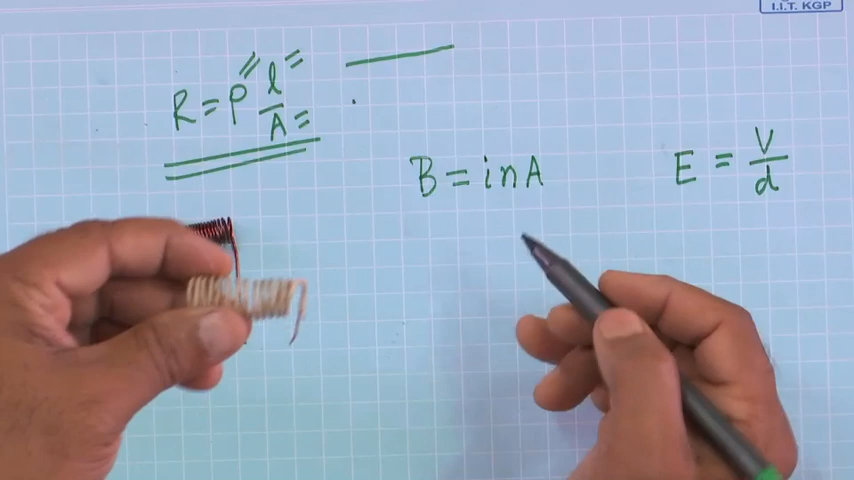 I.I.T. KGP
R = ρ l/A
B = inA
E = V/d